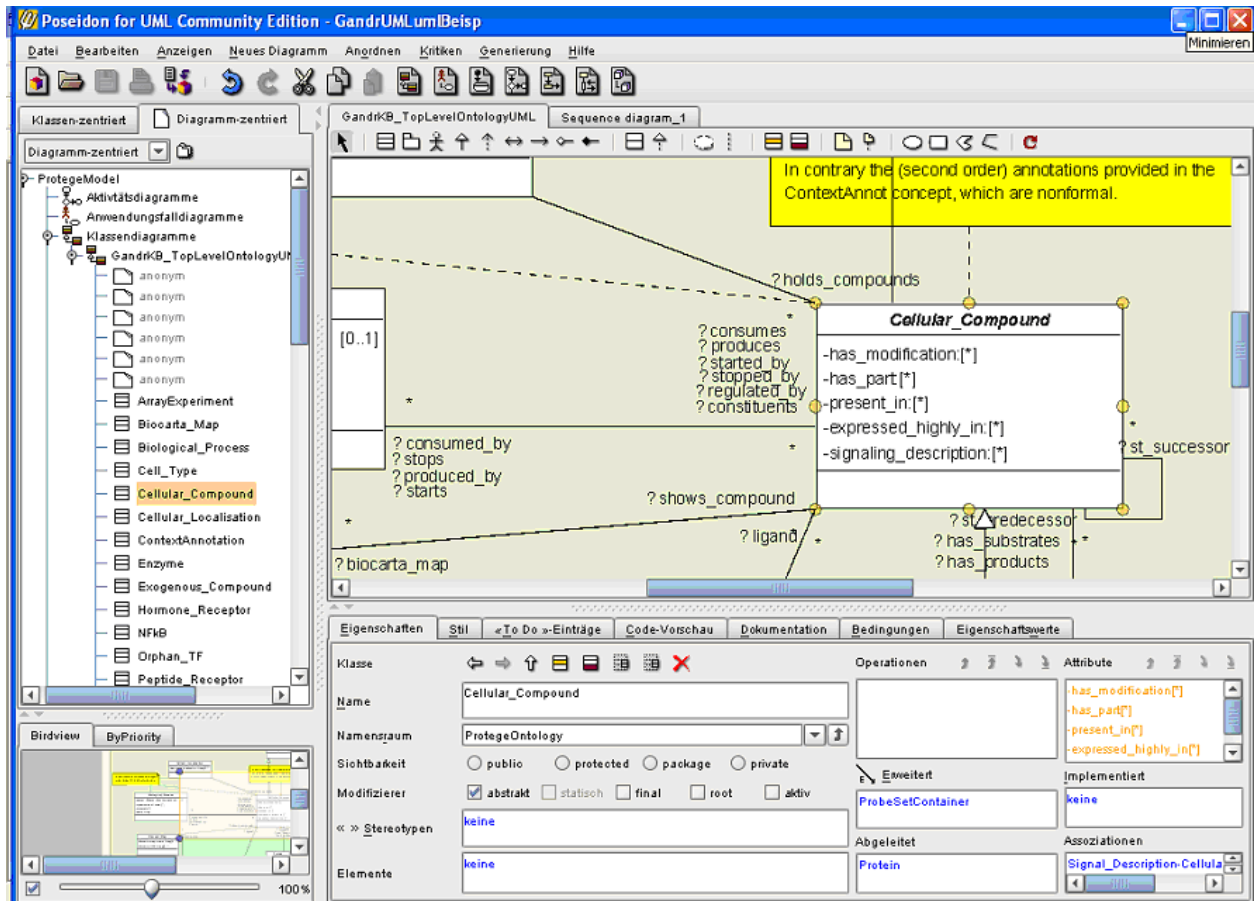 Poseidon for UML Community Edition - GandrUMLumlBeisp
Minimieren
Datei Bearbeiten Anzeigen Neues Diagramm Anordnen Kritiken Generierung Hilfe
Klassen-zentriert Diagramm-zentriert
GandrKB_TopLevelOntologyUML Sequence diagram_1
Diagramm-zentriert
ProtegeModel
Aktivtätsdiagramme
Anwendungsfalldiagramme
Klassendiagramme
GandrKB_TopLevelOntologyUM
anonym
anonym
anonym
anonym
anonym
anonym
ArrayExperiment
Biocarta_Map
Biological_Process
Cell_Type
Cellular_Compound
Cellular_Localisation
ContextAnnotation
Enzyme
Exogenous_Compound
Hormone_Receptor
NFkB
Orphan_TF
Peptide_Receptor
In contrary the (second order) annotations provided in the
ContextAnnot concept, which are nonformal.
? holds_compounds
*
[0..1]
*
? consumes
? produces
? started_by
? stopped_by
? regulated_by
? constituents
Cellular_Compound
-has_modification:[*]
-has_part[*]
-present_in:[*]
-expressed_highly_in:[*]
-signaling_description:[*]
*
? st_successor
? consumed_by
? stops
? produced_by
? starts
*
*
? shows_compound
? ligand
*
? biocarta_map
? st_predecessor
? has_substrates
*
? has_products
Birdview ByPriority
100%
Eigenschaften Stil «To Do »-Einträge Code-Vorschau Dokumentation Bedingungen Eigenschaftswerte
Klasse
Name Cellular_Compound
Namensraum ProtegeOntology
Sichtbarkeit public protected package private
Modifizierer abstrakt statisch final root aktiv
« » Stereotypen keine
Elemente keine
Operationen
Attribute
-has_modification[*]
-has_part[*]
-present_in[*]
-expressed_highly_in[*]
E Erweitert
ProbeSetContainer
Implementiert
keine
Abgeleitet
Protein
Assoziationen
Signal_Description-Cellula